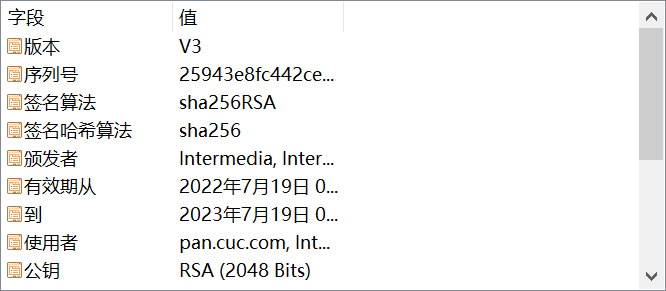 字段 值
版本 V3
序列号 25943e8fc442ce...
签名算法 sha256RSA
签名哈希算法 sha256
颁发者 Intermedia, Inter...
有效期从 2022年7月19日 0...
到 2023年7月19日 0...
使用者 pan.cuc.com, Int...
公钥 RSA (2048 Bits)